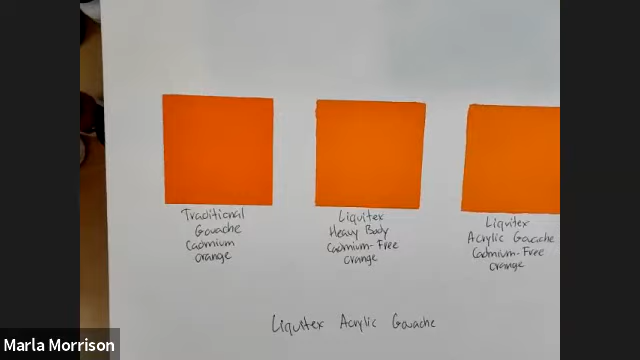 Traditional
Gouache
Cadmium
Orange
Liquitex
Heavy Body
Cadmium-Free
Orange
Liquitex
Acrylic Gouache
Cadmium-Free
Orange
Liquitex Acrylic Gouache
Marla Morrison